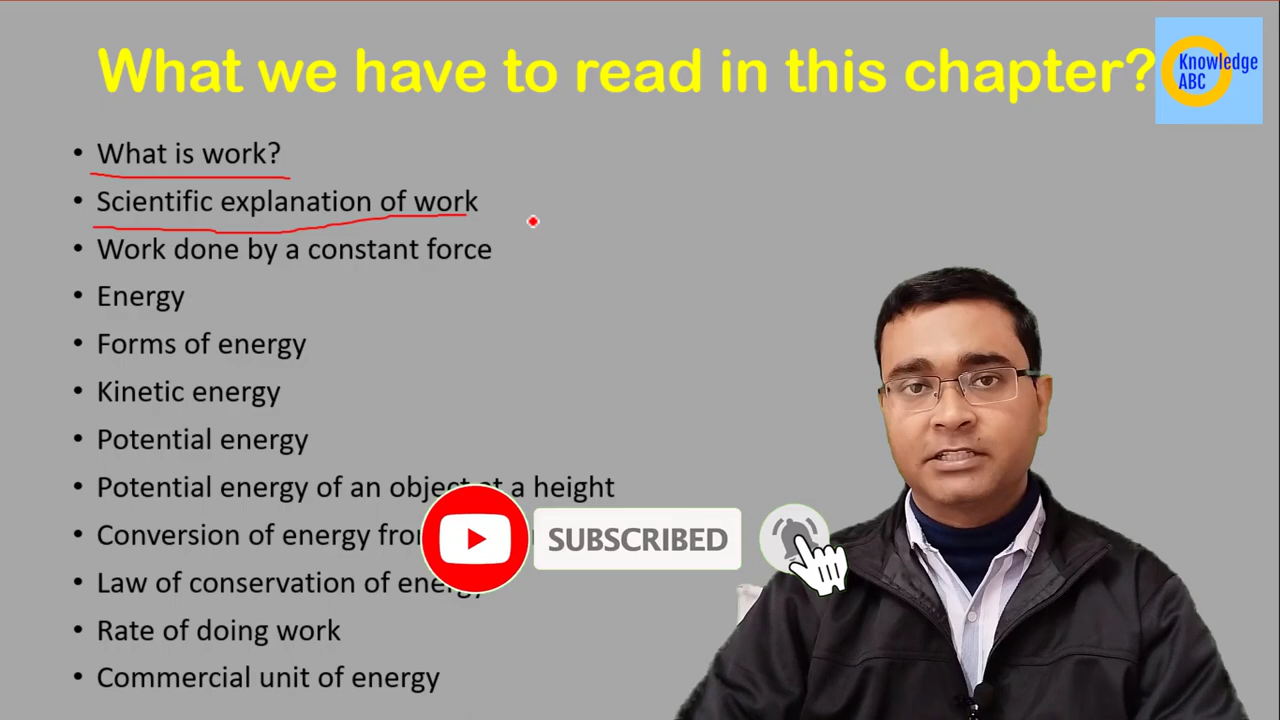 What we have to read in this chapter?
Knowledge
ABC
• What is work?
• Scientific explanation of work
• Work done by a constant force
• Energy
• Forms of energy
• Kinetic energy
• Potential energy
• Potential energy of an object at a height
• Conversion of energy
SUBSCRIBED
• Law of conservation of energy
• Rate of doing work
• Commercial unit of energy